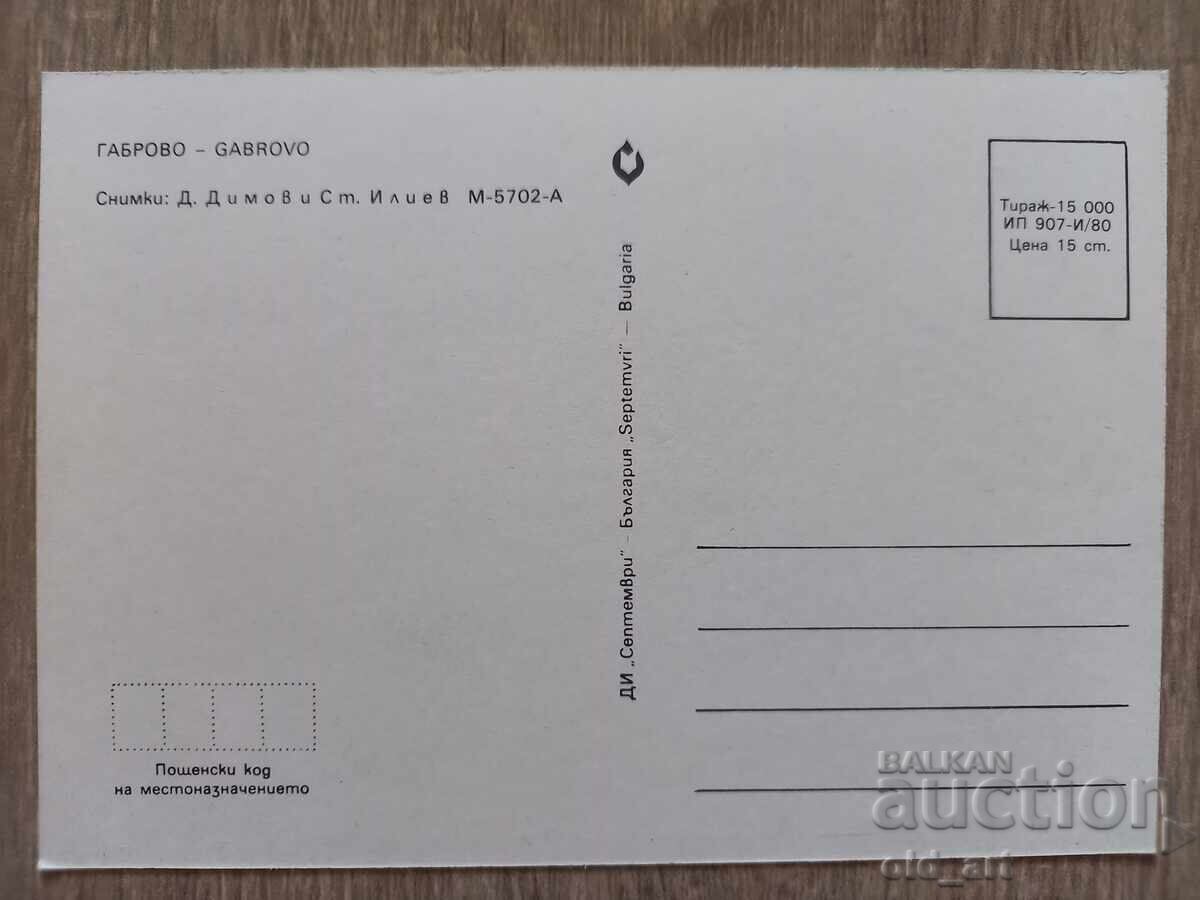 ГАБРОВО – GABROVO
Снимки: Д. Димов и Ст. Илиев М-5702-А
Тираж-15 000
ИП 907-И/80
Цена 15 ст.
ДИ „Септември" – България „Septemvri" — Bulgaria
Пощенски код
на местоназначението
BALKAN
auction
old_art